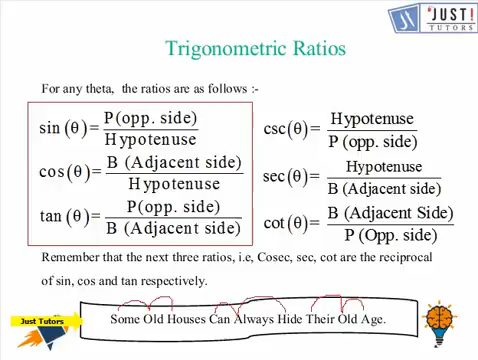 JUST!
TUTORS
Trigonometric Ratios
For any theta, the ratios are as follows :-
sin (θ)= P(opp. side) / Hypotenuse
csc(θ)= Hypotenuse / P (opp. side)
cos(θ)= B (Adjacent side) / Hypotenuse
sec(θ)= Hypotenuse / B (Adjacent side)
tan (θ)= P(opp. side) / B (Adjacent side)
cot(θ)= B (Adjacent Side) / P (Opp. side)
Remember that the next three ratios, i.e, Cosec, sec, cot are the reciprocal
of sin, cos and tan respectively.
Just Tutors
Some Old Houses Can Always Hide Their Old Age.